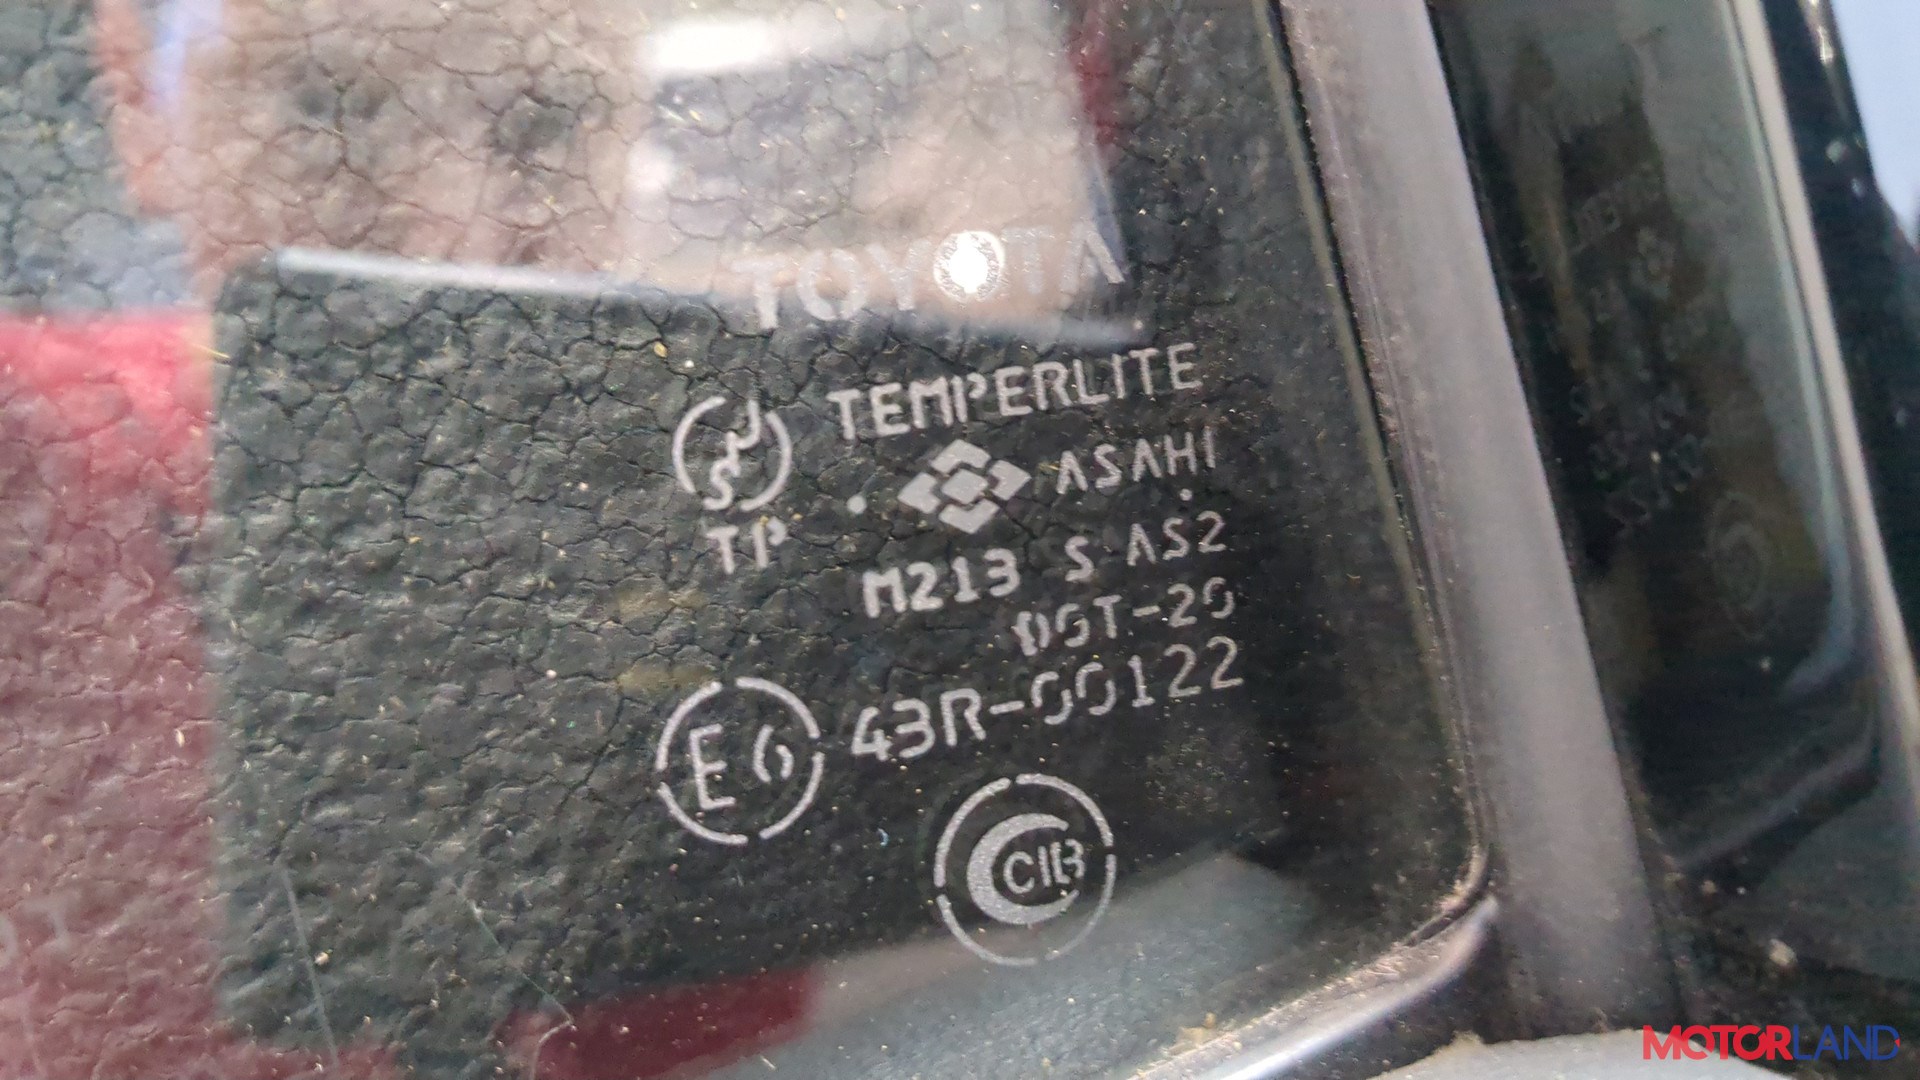 TOYOTA
TEMPERLITE
JIS
TP
ASAHI
M213 S AS2
DOT-20
E6 43R-00122
CIB
MOTORLAND